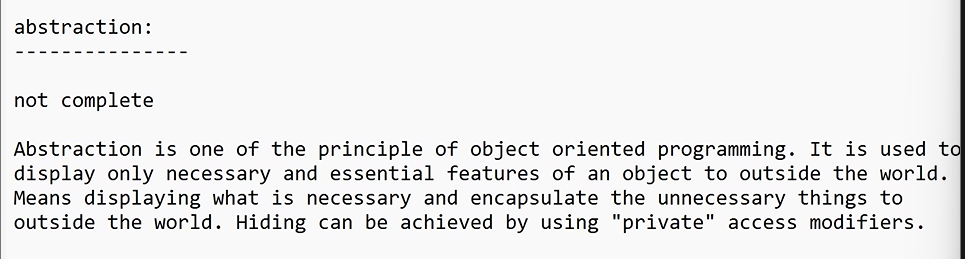 abstraction:
---------------
not complete
Abstraction is one of the principle of object oriented programming. It is used to
display only necessary and essential features of an object to outside the world.
Means displaying what is necessary and encapsulate the unnecessary things to
outside the world. Hiding can be achieved by using "private" access modifiers.